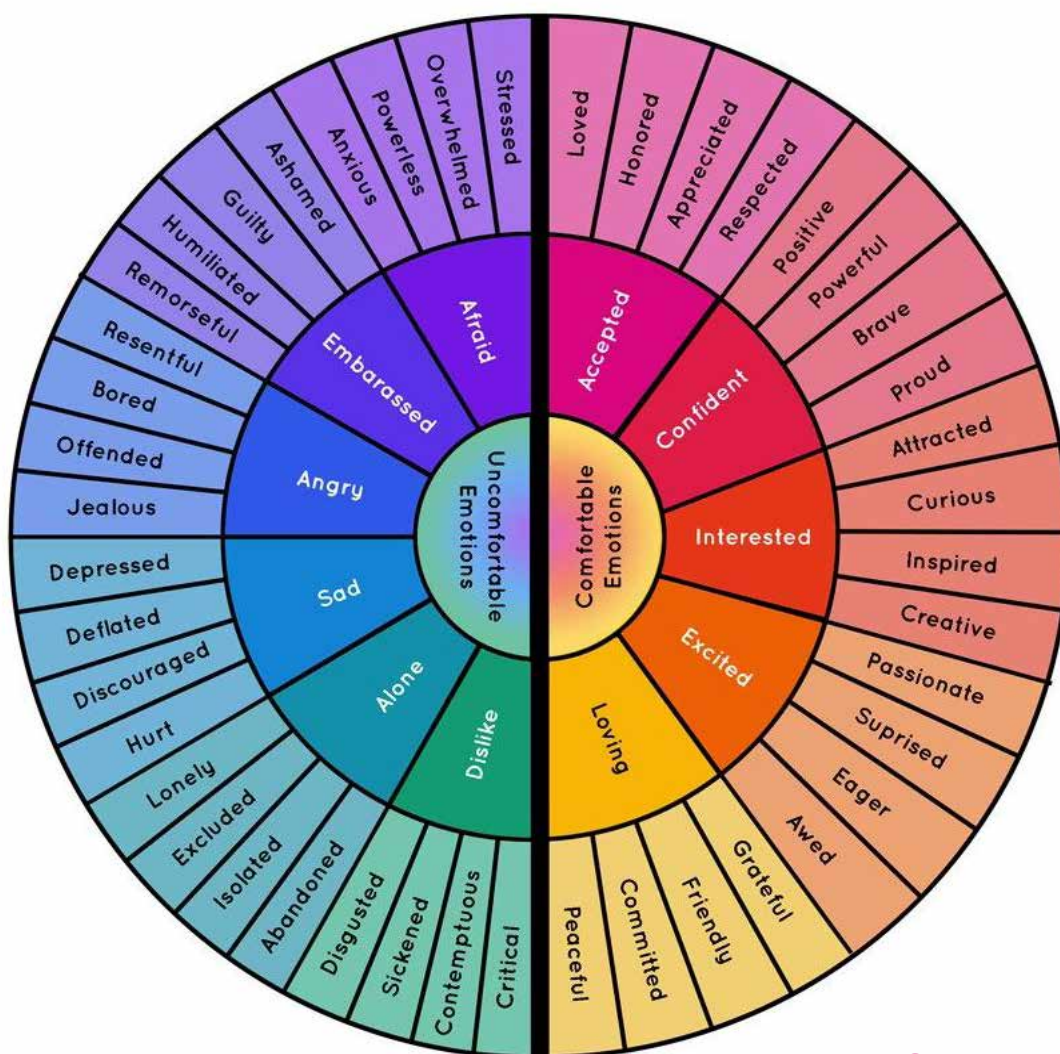 Uncomfortable
Emotions
Comfortable
Emotions
Afraid
Embarassed
Angry
Sad
Alone
Dislike
Accepted
Confident
Interested
Excited
Loving
Stressed
Overwhelmed
Powerless
Anxious
Ashamed
Guilty
Humiliated
Remorseful
Resentful
Bored
Offended
Jealous
Depressed
Deflated
Discouraged
Hurt
Lonely
Excluded
Isolated
Abandoned
Disgusted
Sickened
Contemptuous
Critical
Loved
Honored
Appreciated
Respected
Positive
Powerful
Brave
Proud
Attracted
Curious
Inspired
Creative
Passionate
Suprised
Eager
Awed
Grateful
Friendly
Committed
Peaceful